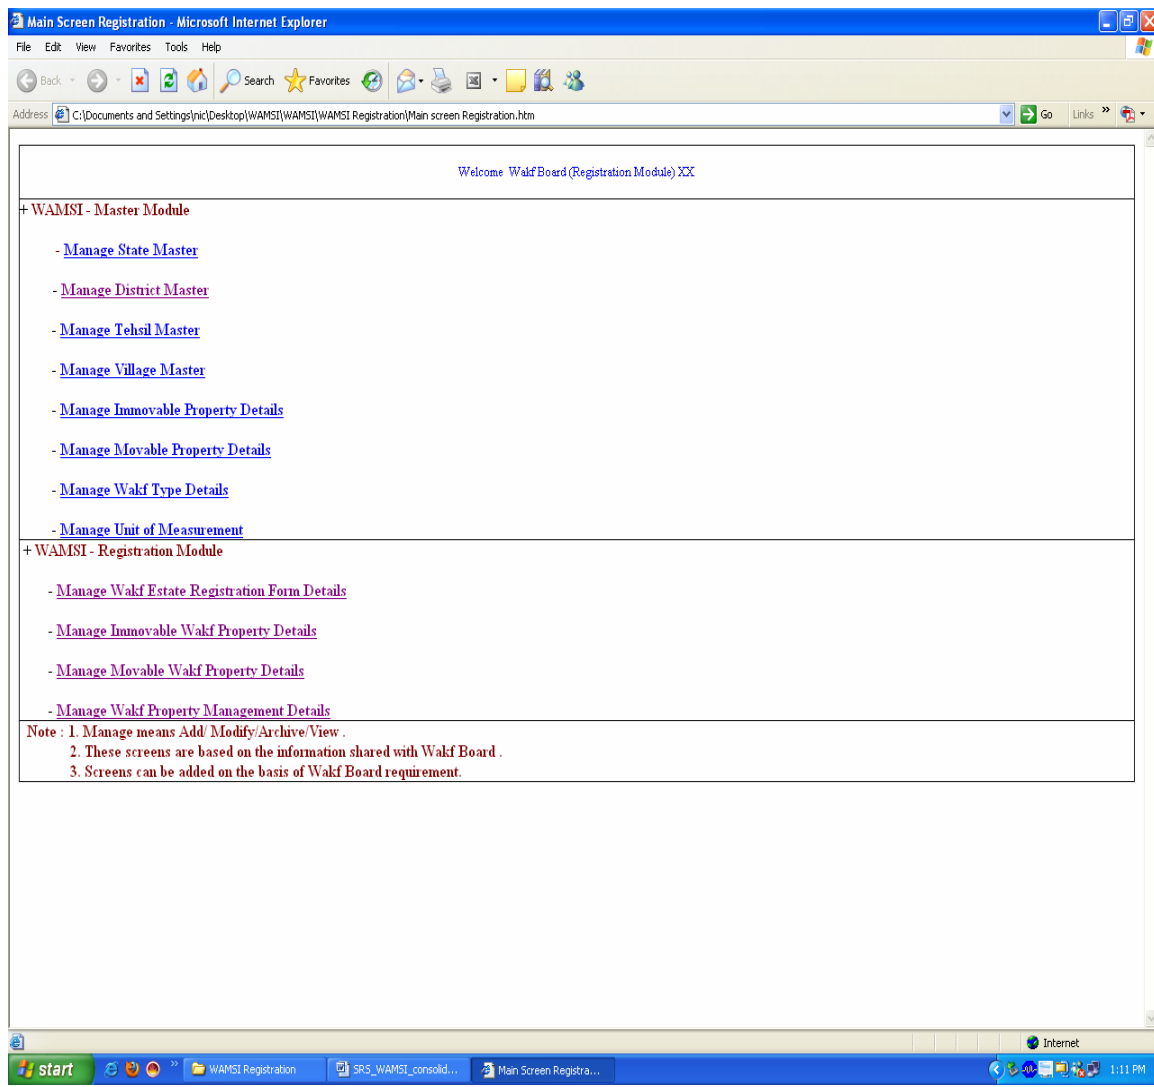 Main Screen Registration - Microsoft Internet Explorer
File Edit View Favorites Tools Help
Back Search Favorites
Address C:\Documents and Settings\nic\Desktop\WAMSI\WAMSI\WAMSI Registration\Main screen Registration.htm Go Links »
Welcome Wakf Board (Registration Module) XX
+ WAMSI - Master Module
- Manage State Master
- Manage District Master
- Manage Tehsil Master
- Manage Village Master
- Manage Immovable Property Details
- Manage Movable Property Details
- Manage Wakf Type Details
- Manage Unit of Measurement
+ WAMSI - Registration Module
- Manage Wakf Estate Registration Form Details
- Manage Immovable Wakf Property Details
- Manage Movable Wakf Property Details
- Manage Wakf Property Management Details
Note : 1. Manage means Add/ Modify/Archive/View .
2. These screens are based on the information shared with Wakf Board .
3. Screens can be added on the basis of Wakf Board requirement.
Internet
start » WAMSI Registration SRS_WAMSI_consolid... Main Screen Registra... 1:11 PM